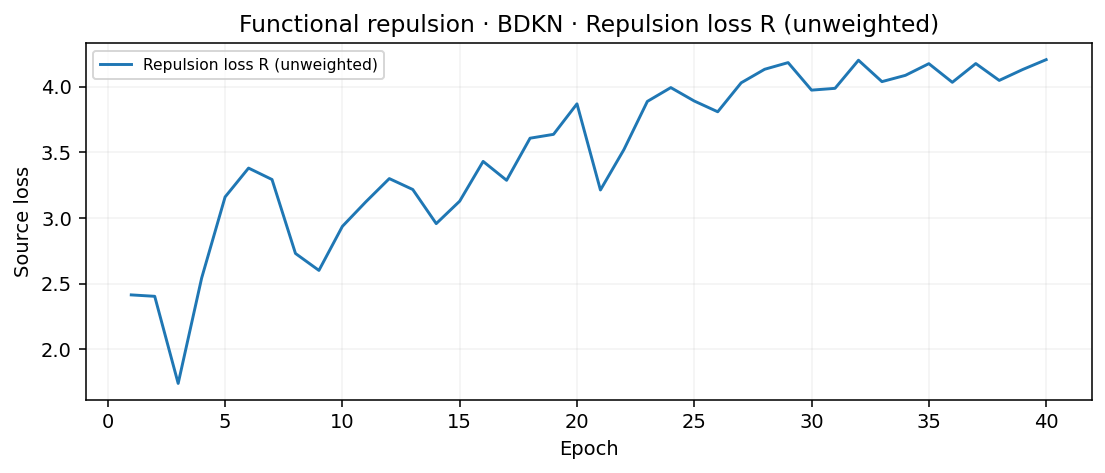 Functional repulsion · BDKN · Repulsion loss R (unweighted)
Repulsion loss R (unweighted)
Source loss
4.0
3.5
3.0
2.5
2.0
0 5 10 15 20 25 30 35 40
Epoch